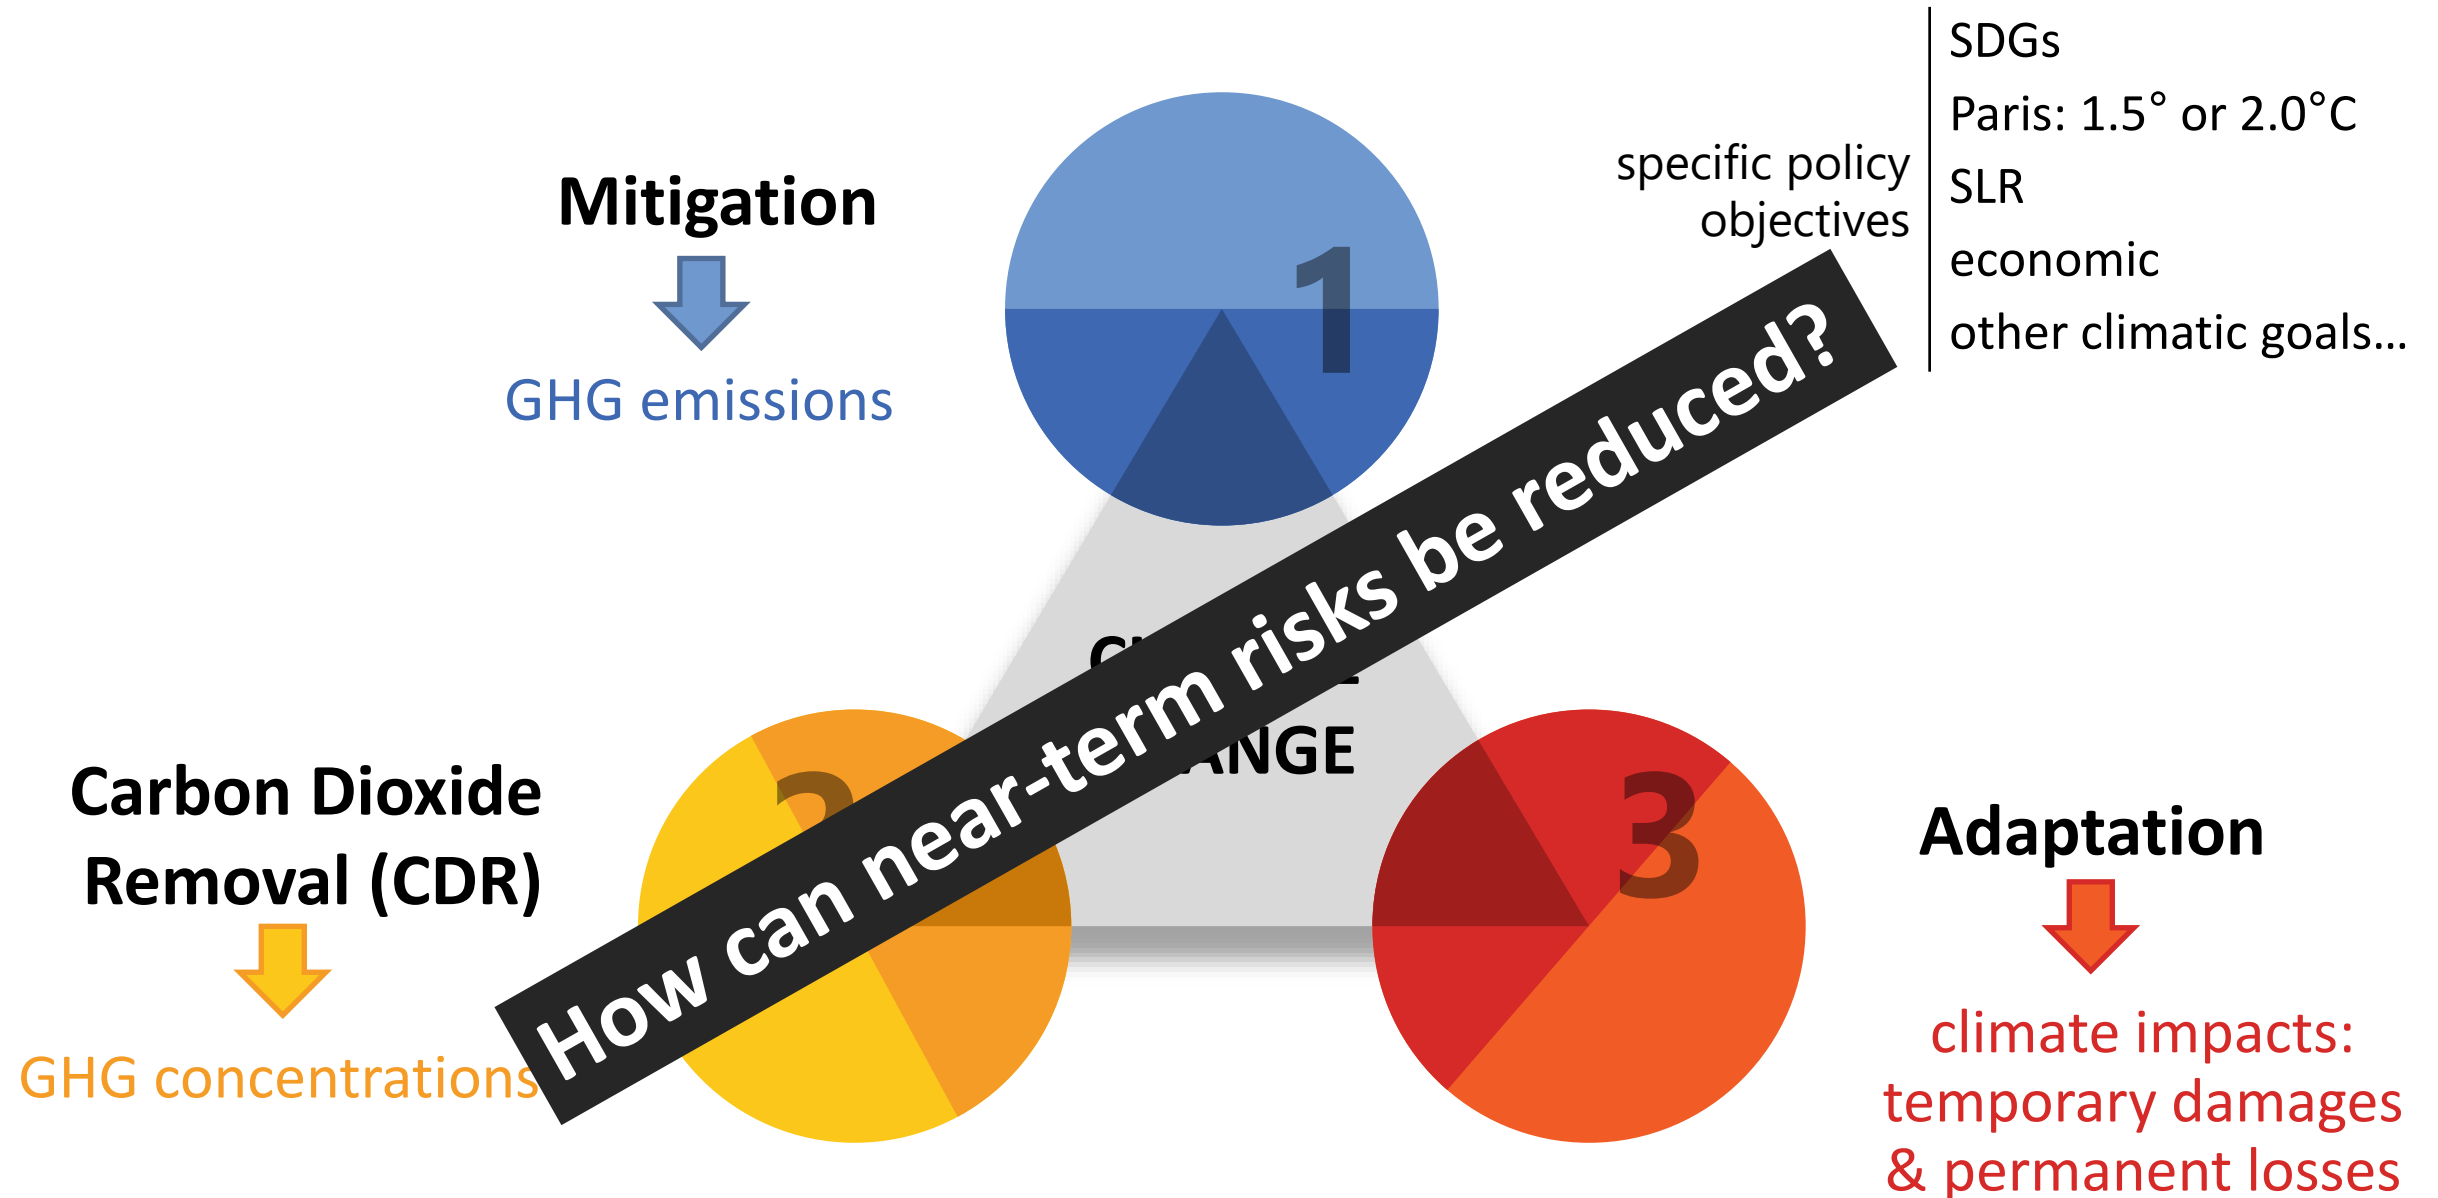 SDGs
Paris: 1.5° or 2.0°C
SLR
economic
other climatic goals...
specific policy
objectives
Mitigation
GHG emissions
1
How can near-term risks be reduced?
Carbon Dioxide
Removal (CDR)
GHG concentrations
3
Adaptation
climate impacts:
temporary damages
& permanent losses